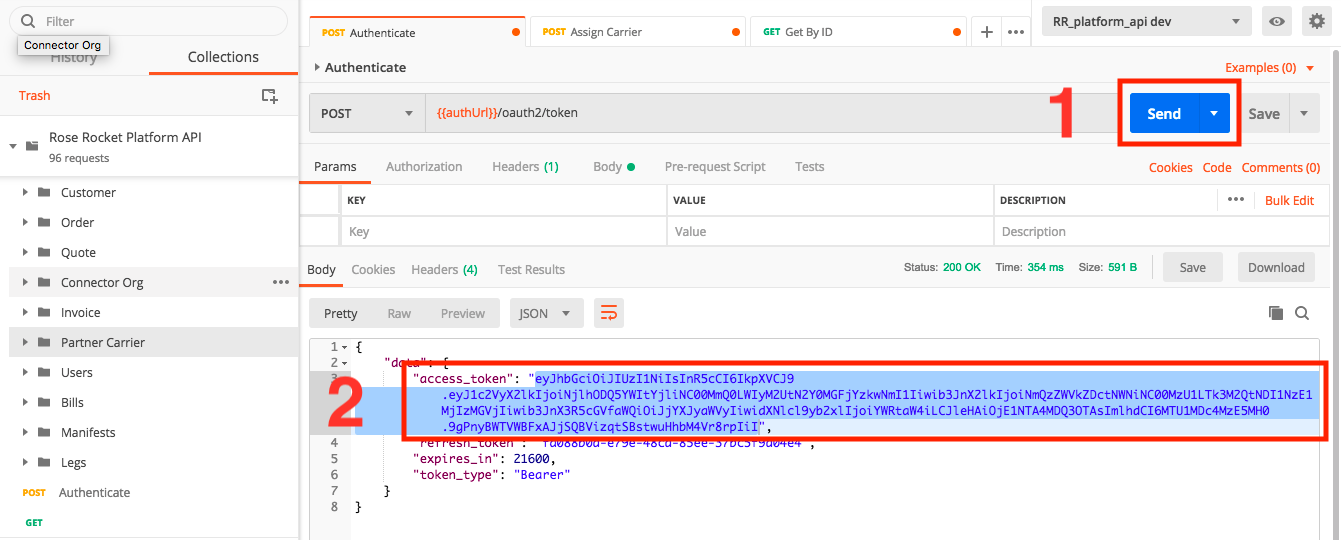 Filter
Connector Org
History
Collections
Trash
Rose Rocket Platform API
96 requests
Customer
Order
Quote
Connector Org
Invoice
Partner Carrier
Users
Bills
Manifests
Legs
POST Authenticate
GET
POST Authenticate
POST Assign Carrier
GET Get By ID
RR_platform_api dev
Authenticate
Examples (0)
POST
{{authUrl}}/oauth2/token
1
Send
Save
Params Authorization Headers (1) Body Pre-request Script Tests
Cookies Code Comments (0)
KEY VALUE DESCRIPTION
Bulk Edit
Key Value Description
Body Cookies Headers (4) Test Results
Status: 200 OK Time: 354 ms Size: 591 B
Save
Download
Pretty Raw Preview
JSON
1 {
2 "data": {
3 "access_token": "eyJhbGciOiJIUzI1NiIsInR5cCI6IkpXVCJ9
.eyJ1c2VyX2lkIjoiNjlhODQ5YWItYjliNC00MmQ0LWIyM2UtN2Y0MGFjYzkwNmI1Iiwib3JnX2lkIjoiNmQzZWVkZDctNWNiNC00MzU1LTk3M2QtNDI1NzE1
MjIzMGVjIiwib3JnX3R5cGVfaWQiOiJjYXJyaWVyIiwidXNlcl9yb2xlIjoiYWRtaW4iLCJleHAiOjE1NTA4MDQ3OTAsImlhdCI6MTU1MDc4MzE5MH0
.9gPnyBWTVWBFxAJjSQBVizqtSBstwuHhbM4Vr8rpIiI",
2
4 "refresh_token": "fd088b0d-e79e-48cd-85ee-37bc5f9d04e4",
5 "expires_in": 21600,
6 "token_type": "Bearer"
7 }
8 }